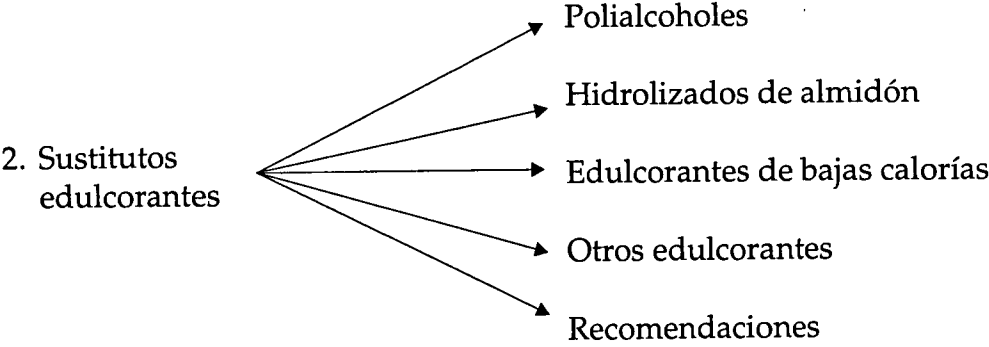 Polialcoholes
Hidrolizados de almidón
2. Sustitutos
edulcorantes
Edulcorantes de bajas calorías
Otros edulcorantes
Recomendaciones